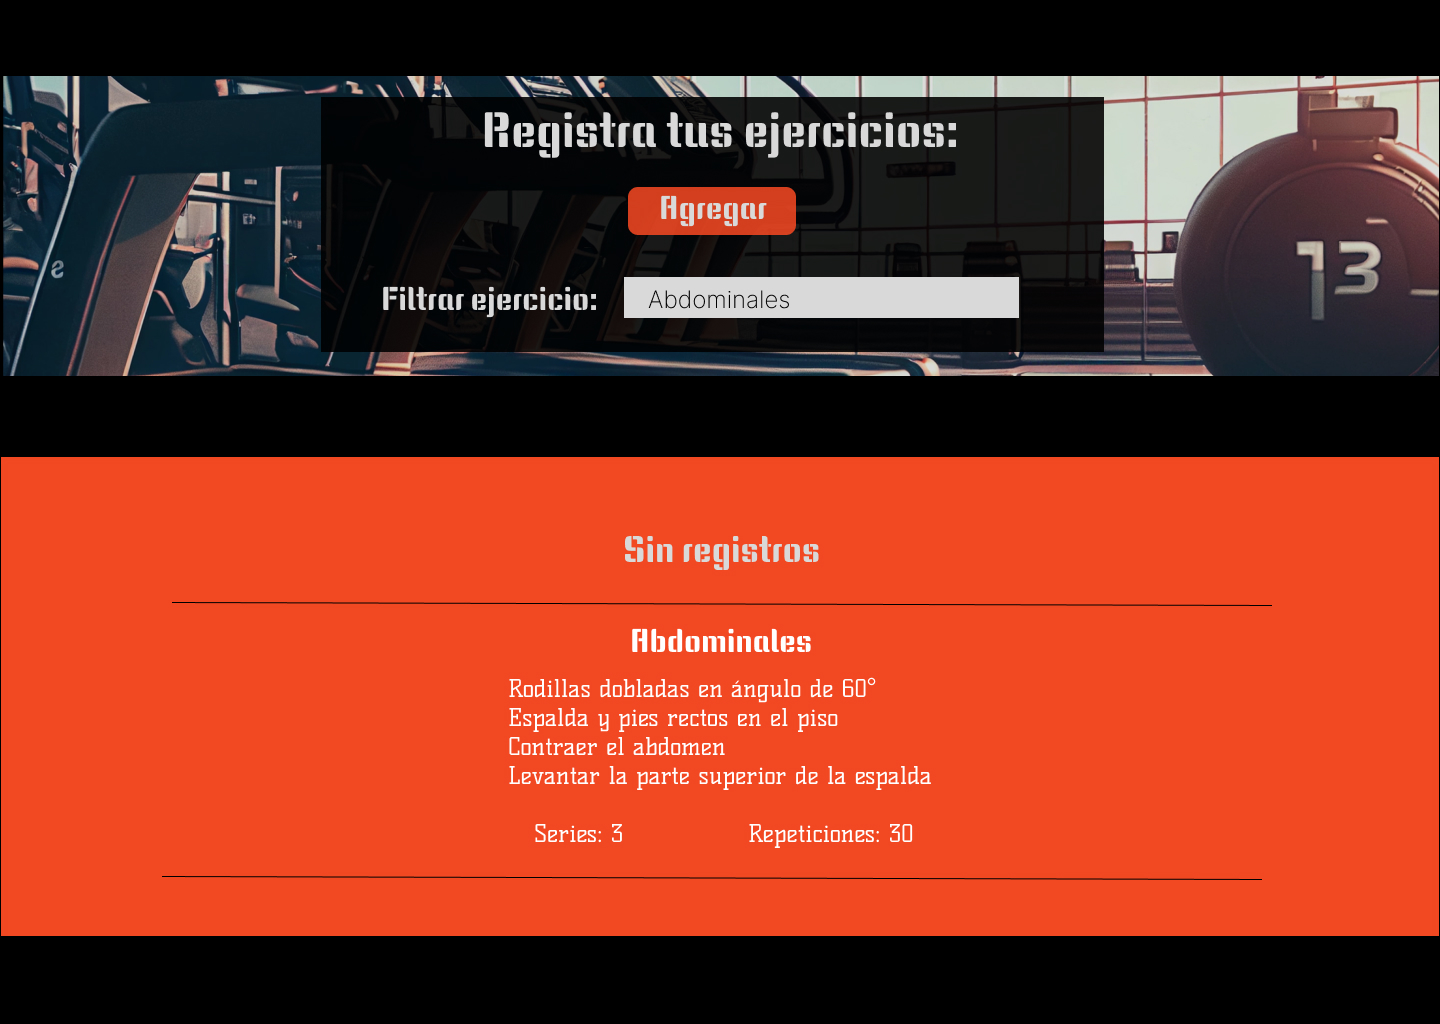 Registra tus ejercicios:
Agregar
Filtrar ejercicio: Abdominales
13
S
Sin registros
Abdominales
Rodillas dobladas en ángulo de 60°
Espalda y pies rectos en el piso
Contraer el abdomen
Levantar la parte superior de la espalda
Series: 3 Repeticiones: 30